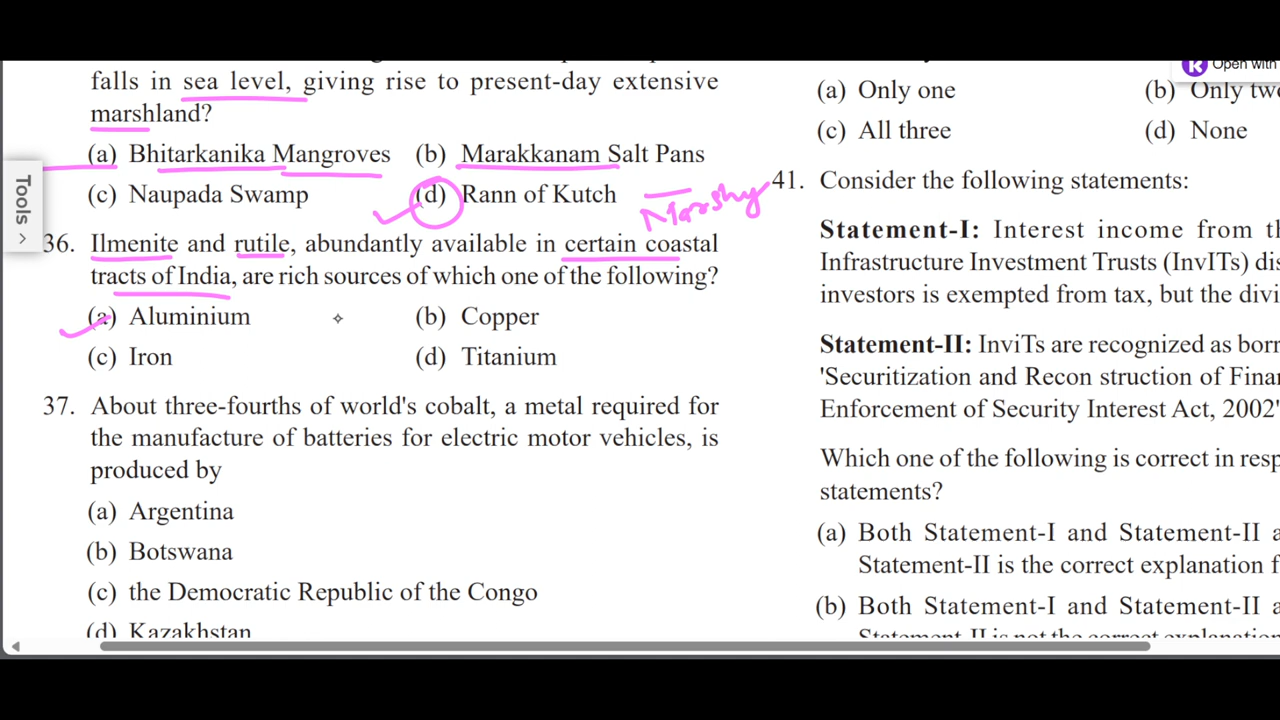 falls in sea level, giving rise to present-day extensive
marshland?
(a) Bhitarkanika Mangroves (b) Marakkanam Salt Pans
(c) Naupada Swamp (d) Rann of Kutch
Marshy
36. Ilmenite and rutile, abundantly available in certain coastal
tracts of India, are rich sources of which one of the following?
(a) Aluminium (b) Copper
(c) Iron (d) Titanium
37. About three-fourths of world's cobalt, a metal required for
the manufacture of batteries for electric motor vehicles, is
produced by
(a) Argentina
(b) Botswana
(c) the Democratic Republic of the Congo
(d) Kazakhstan
Tools >
Open with
(a) Only one (b) Only tw
(c) All three (d) None
41. Consider the following statements:
Statement-I: Interest income from th
Infrastructure Investment Trusts (InvITs) dis
investors is exempted from tax, but the divi
Statement-II: InviTs are recognized as borr
'Securitization and Recon struction of Finan
Enforcement of Security Interest Act, 2002'
Which one of the following is correct in resp
statements?
(a) Both Statement-I and Statement-II a
Statement-II is the correct explanation f
(b) Both Statement-I and Statement-II a
Statement-II is not the correct explanation